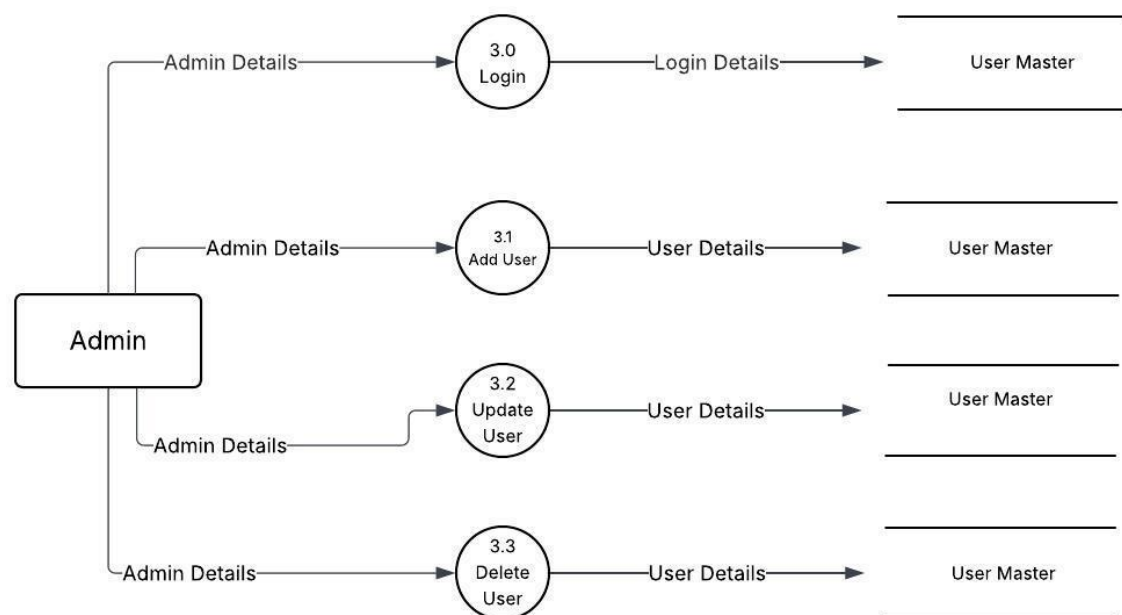 Admin Details
3.0
Login
Login Details
User Master
Admin Details
3.1
Add User
User Details
User Master
Admin
Admin Details
3.2
Update
User
User Details
User Master
Admin Details
3.3
Delete
User
User Details
User Master